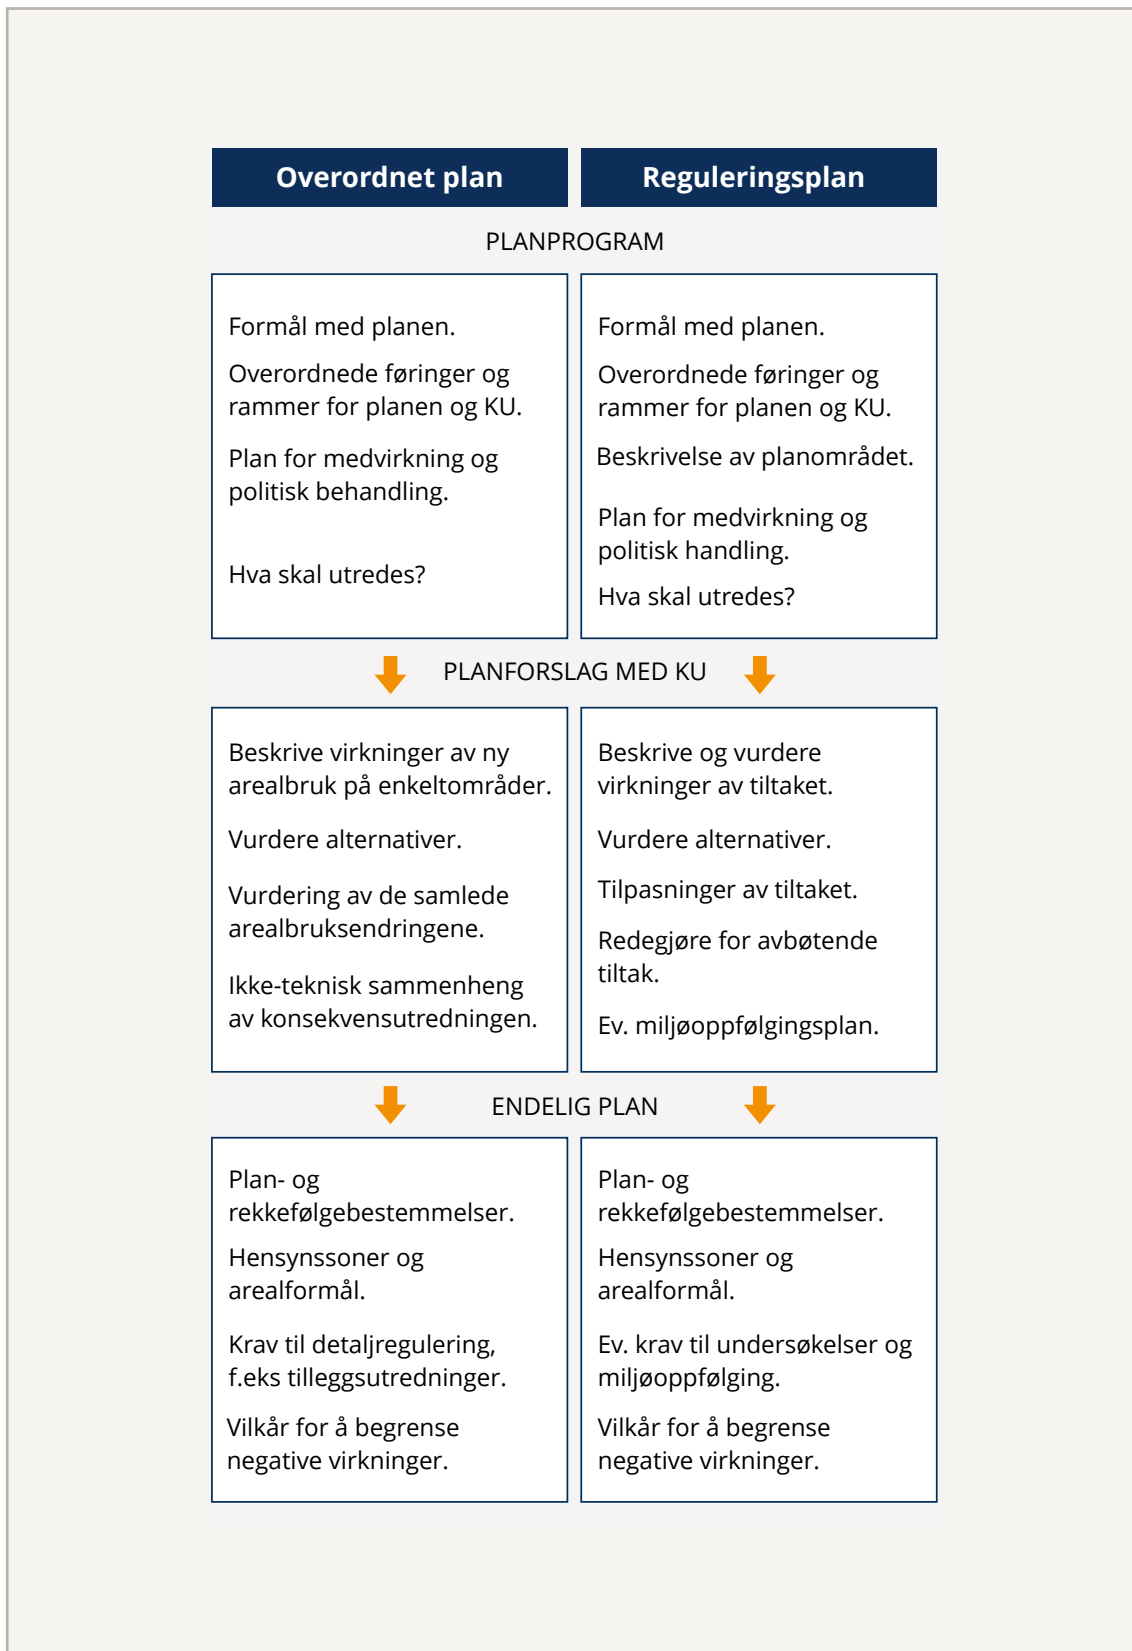 Overordnet plan
Reguleringsplan
PLANPROGRAM
Formål med planen.
Overordnede føringer og
rammer for planen og KU.
Plan for medvirkning og
politisk behandling.
Hva skal utredes?
Formål med planen.
Overordnede føringer og
rammer for planen og KU.
Beskrivelse av planområdet.
Plan for medvirkning og
politisk handling.
Hva skal utredes?
PLANFORSLAG MED KU
Beskrive virkninger av ny
arealbruk på enkeltområder.
Vurdere alternativer.
Vurdering av de samlede
arealbruksendringene.
Ikke-teknisk sammenheng
av konsekvensutredningen.
Beskrive og vurdere
virkninger av tiltaket.
Vurdere alternativer.
Tilpasninger av tiltaket.
Redegjøre for avbøtende
tiltak.
Ev. miljøoppfølgingsplan.
ENDELIG PLAN
Plan- og
rekkefølgebestemmelser.
Hensynssoner og
arealformål.
Krav til detaljregulering,
f.eks tilleggsutredninger.
Vilkår for å begrense
negative virkninger.
Plan- og
rekkefølgebestemmelser.
Hensynssoner og
arealformål.
Ev. krav til undersøkelser og
miljøoppfølging.
Vilkår for å begrense
negative virkninger.